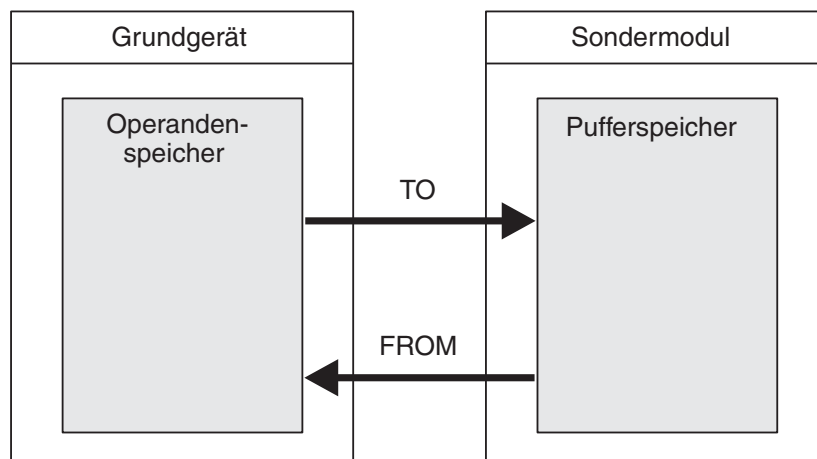 Grundgerät
Sondermodul
Operanden-
speicher
Pufferspeicher
TO
FROM